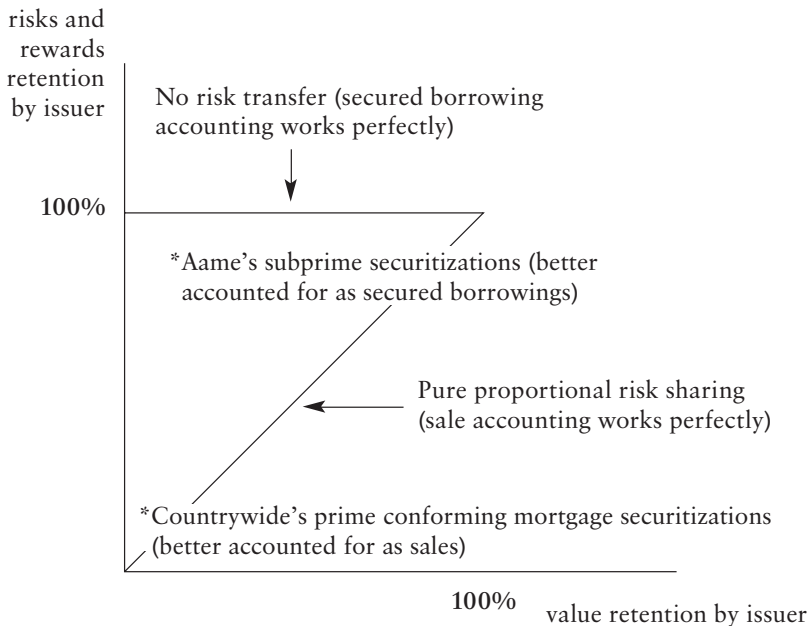 risks and
rewards
retention
by issuer
No risk transfer (secured borrowing
accounting works perfectly)
100%
*Aame’s subprime securitizations (better
accounted for as secured borrowings)
Pure proportional risk sharing
(sale accounting works perfectly)
*Countrywide’s prime conforming mortgage securitizations
(better accounted for as sales)
100%
value retention by issuer